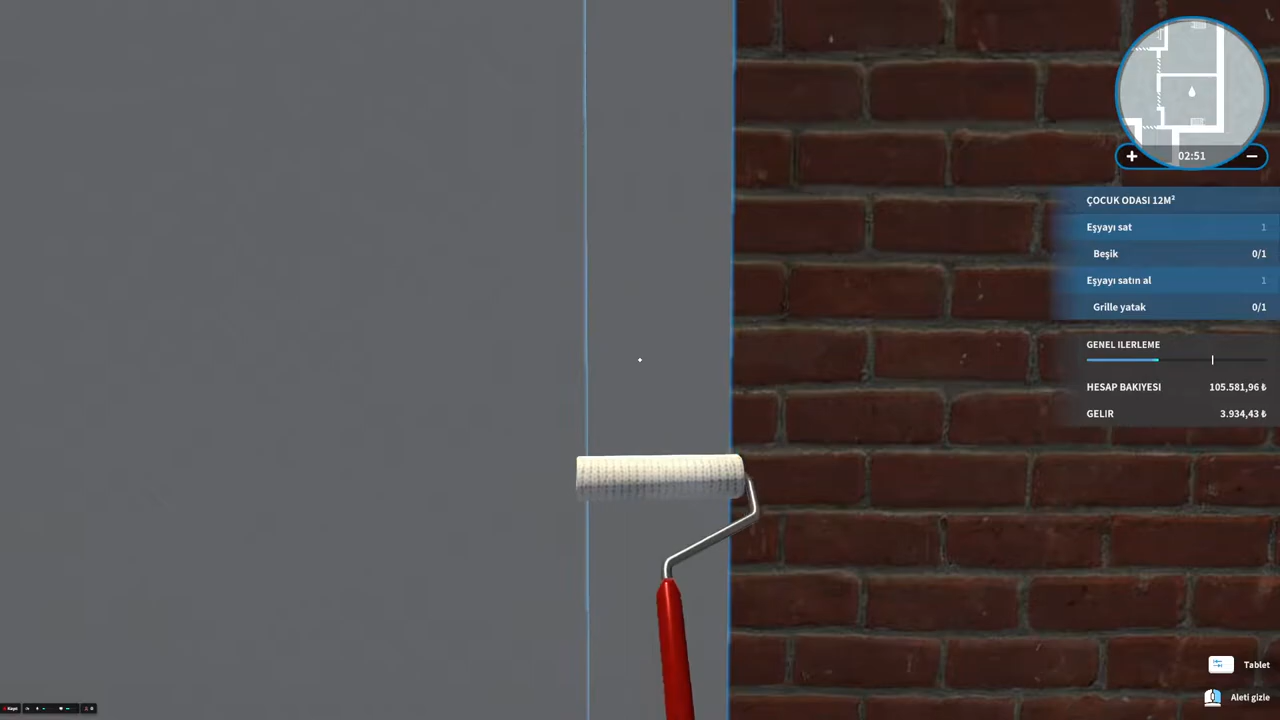 02:51
ÇOCUK ODASI 12M²
Eşyayı sat 1
Beşik 0/1
Eşyayı satın al 1
Grille yatak 0/1
GENEL ILERLEME
HESAP BAKIYESI 105.581,96 ₺
GELIR 3.934,43 ₺
Tablet
Aleti gizle